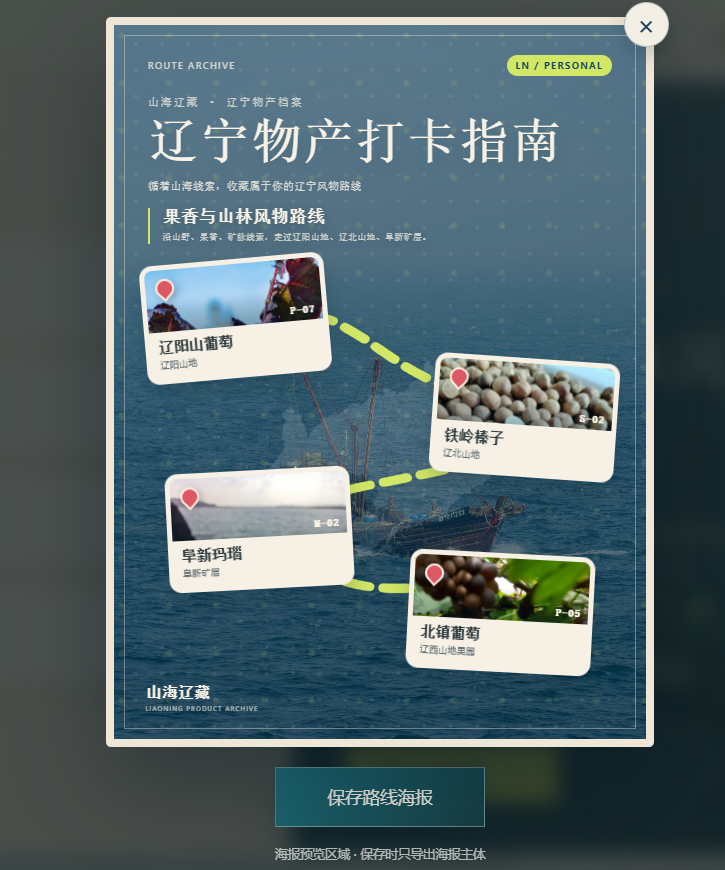 ×
ROUTE ARCHIVE
LN / PERSONAL
山海辽藏 · 辽宁物产档案
辽宁物产打卡指南
循着山海线索，收藏属于你的辽宁风物路线
果香与山林风物路线
沿山野、果香、矿脉线索，走过辽阳山地、辽北山地、阜新矿层。
P-07
辽阳山葡萄
辽阳山地
S-02
铁岭榛子
辽北山地
M-02
阜新玛瑙
阜新矿层
P-05
北镇葡萄
辽西山地果园
山海辽藏
LIAONING PRODUCT ARCHIVE
保存路线海报
海报预览区域 · 保存时只导出海报主体